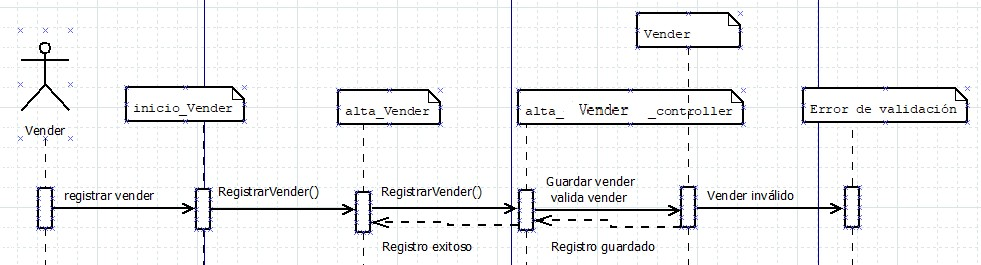 Vender
inicio_Vender
alta_Vender
alta_ Vender _controller
Error de validación
Vender
registrar vender
RegistrarVender()
RegistrarVender()
Guardar vender
valida vender
Vender inválido
Registro exitoso
Registro guardado